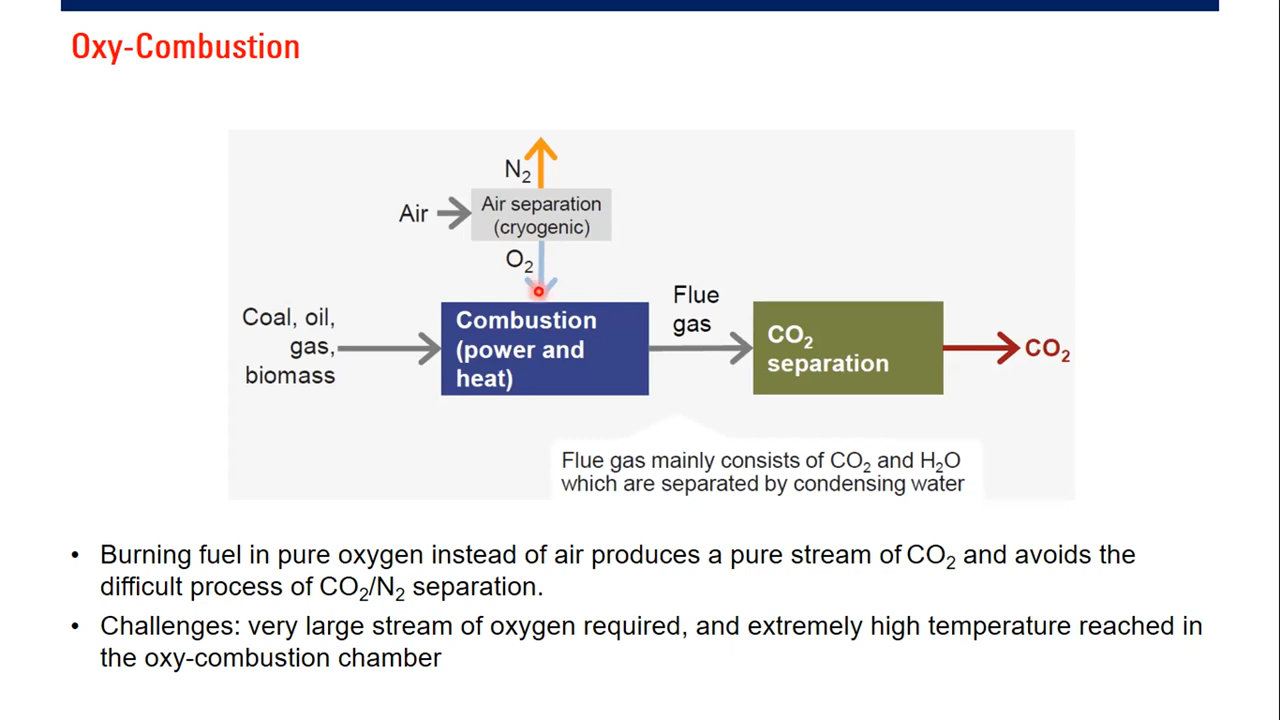 Oxy-Combustion
N₂
Air
Air separation
(cryogenic)
O₂
Coal, oil,
gas,
biomass
Combustion
(power and
heat)
Flue
gas
CO₂
separation
CO₂
Flue gas mainly consists of CO₂ and H₂O
which are separated by condensing water
• Burning fuel in pure oxygen instead of air produces a pure stream of CO₂ and avoids the
difficult process of CO₂/N₂ separation.
• Challenges: very large stream of oxygen required, and extremely high temperature reached in
the oxy-combustion chamber